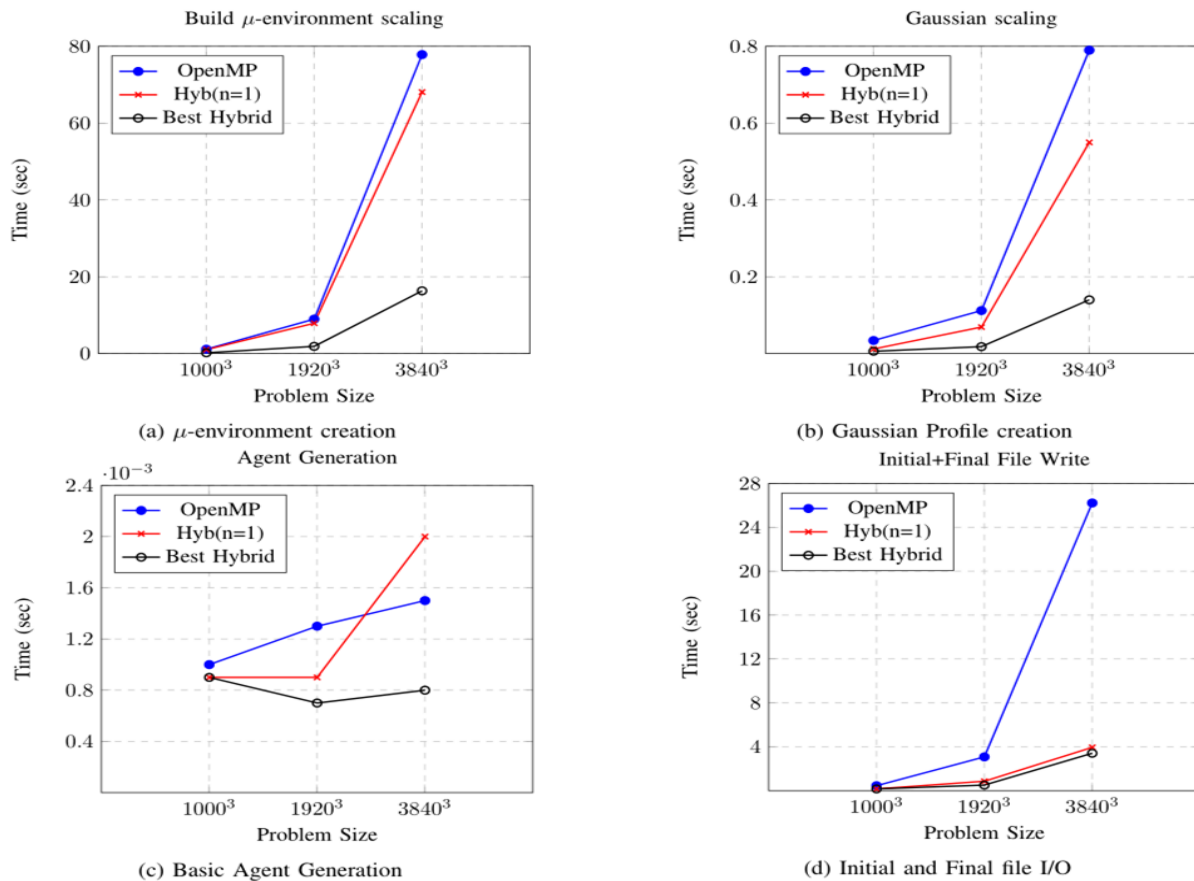 Build μ-environment scaling
80
60
40
20
0
Time (sec)
OpenMP
Hyb(n=1)
Best Hybrid
1000³
1920³
3840³
Problem Size
(a) μ-environment creation
Gaussian scaling
0.8
0.6
0.4
0.2
Time (sec)
OpenMP
Hyb(n=1)
Best Hybrid
1000³
1920³
3840³
Problem Size
(b) Gaussian Profile creation
Agent Generation
·10⁻³
2.4
2
1.6
1.2
0.8
0.4
Time (sec)
OpenMP
Hyb(n=1)
Best Hybrid
1000³
1920³
3840³
Problem Size
(c) Basic Agent Generation
Initial+Final File Write
28
24
20
16
12
8
4
Time (sec)
OpenMP
Hyb(n=1)
Best Hybrid
1000³
1920³
3840³
Problem Size
(d) Initial and Final file I/O